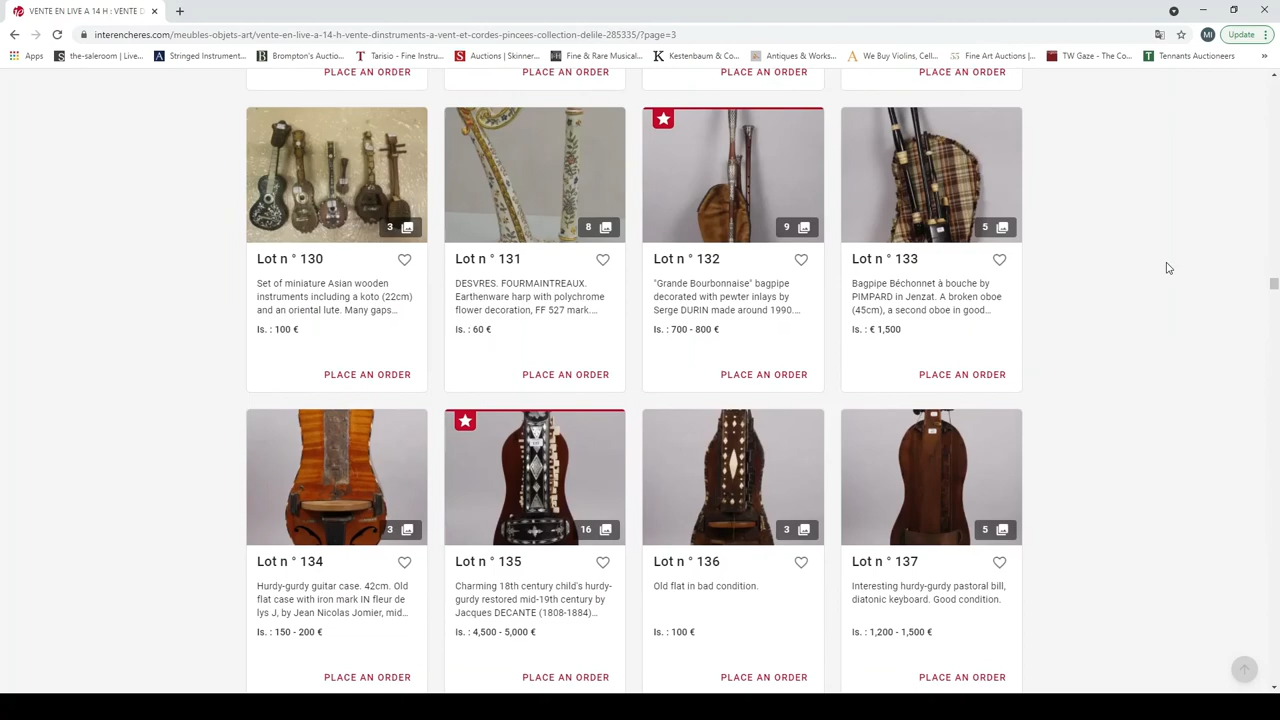 VENTE EN LIVE A 14 H : VENTE D
interencheres.com/meubles-objets-art/vente-en-live-a-14-h-vente-dinstruments-a-vent-et-cordes-pincees-collection-delile-285335/?page=3
MI
Update
Apps
the-saleroom | Live...
Stringed Instrument...
Brompton's Auctio...
Tarisio - Fine Instru...
Auctions | Skinner...
Fine & Rare Musical...
Kestenbaum & Co...
Antiques & Works...
We Buy Violins, Cell...
Fine Art Auctions |...
TW Gaze - The Co...
Tennants Auctioneers
PLACE AN ORDER
PLACE AN ORDER
PLACE AN ORDER
PLACE AN ORDER
3
Lot n ° 130
Set of miniature Asian wooden
instruments including a koto (22cm)
and an oriental lute. Many gaps...
Is. : 100 €
PLACE AN ORDER
8
Lot n ° 131
DESVRES. FOURMAINTREAUX.
Earthenware harp with polychrome
flower decoration, FF 527 mark....
Is. : 60 €
PLACE AN ORDER
9
Lot n ° 132
"Grande Bourbonnaise" bagpipe
decorated with pewter inlays by
Serge DURIN made around 1990....
Is. : 700 - 800 €
PLACE AN ORDER
5
Lot n ° 133
Bagpipe Béchonnet à bouche by
PIMPARD in Jenzat. A broken oboe
(45cm), a second oboe in good...
Is. : € 1,500
PLACE AN ORDER
3
Lot n ° 134
Hurdy-gurdy guitar case. 42cm. Old
flat case with iron mark IN fleur de
lys J, by Jean Nicolas Jomier, mid...
Is. : 150 - 200 €
PLACE AN ORDER
16
Lot n ° 135
Charming 18th century child's hurdy-
gurdy restored mid-19th century by
Jacques DECANTE (1808-1884)...
Is. : 4,500 - 5,000 €
PLACE AN ORDER
3
Lot n ° 136
Old flat in bad condition.
Is. : 100 €
PLACE AN ORDER
5
Lot n ° 137
Interesting hurdy-gurdy pastoral bill,
diatonic keyboard. Good condition.
Is. : 1,200 - 1,500 €
PLACE AN ORDER